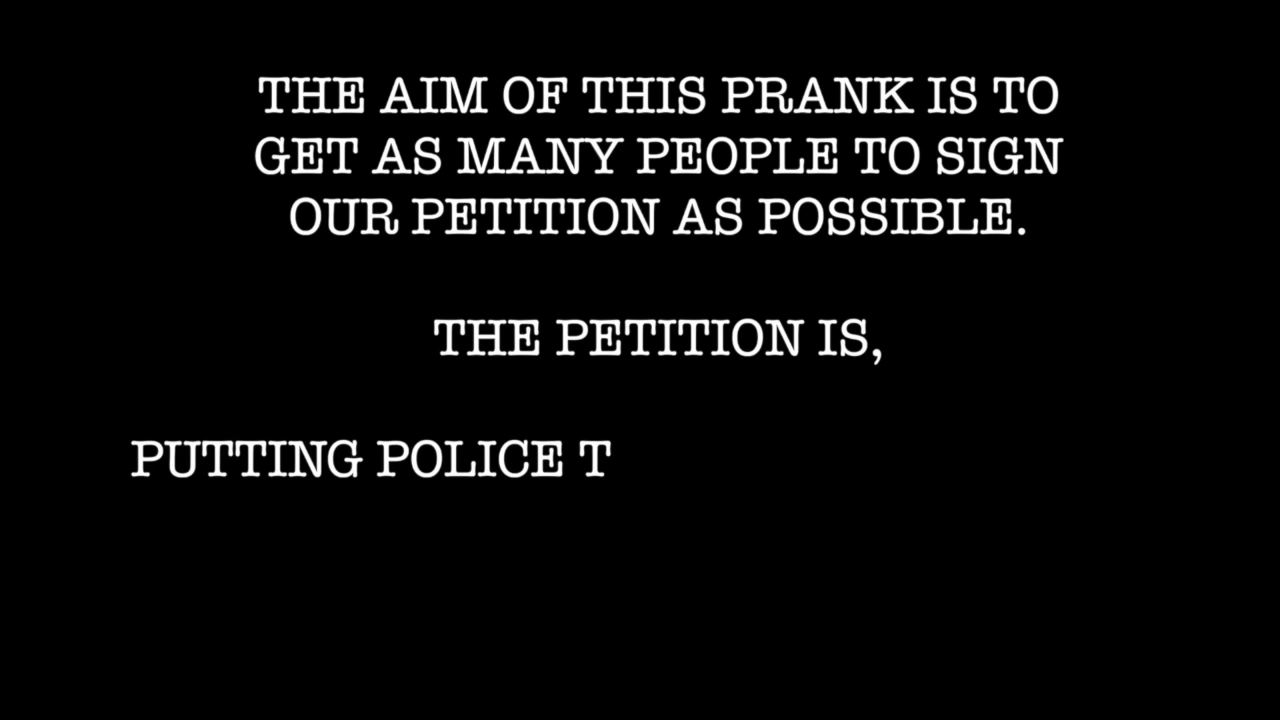 THE AIM OF THIS PRANK IS TO
GET AS MANY PEOPLE TO SIGN
OUR PETITION AS POSSIBLE.
THE PETITION IS,
PUTTING POLICE T